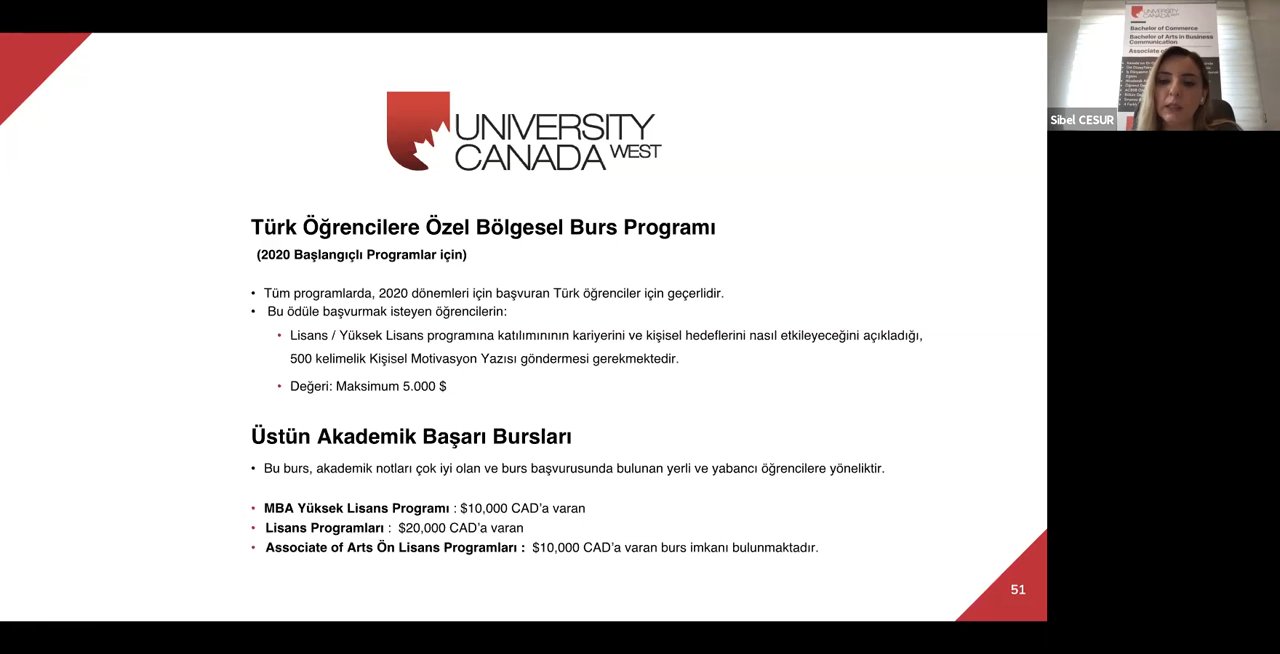 UNIVERSITY
CANADA WEST
Türk Öğrencilere Özel Bölgesel Burs Programı
(2020 Başlangıçlı Programlar için)
• Tüm programlarda, 2020 dönemleri için başvuran Türk öğrenciler için geçerlidir.
• Bu ödüle başvurmak isteyen öğrencilerin:
• Lisans / Yüksek Lisans programına katılımınının kariyerini ve kişisel hedeflerini nasıl etkileyeceğini açıkladığı,
500 kelimelik Kişisel Motivasyon Yazısı göndermesi gerekmektedir.
• Değeri: Maksimum 5.000 $
Üstün Akademik Başarı Bursları
• Bu burs, akademik notları çok iyi olan ve burs başvurusunda bulunan yerli ve yabancı öğrencilere yöneliktir.
• MBA Yüksek Lisans Programı : $10,000 CAD’a varan
• Lisans Programları : $20,000 CAD’a varan
• Associate of Arts Ön Lisans Programları : $10,000 CAD’a varan burs imkanı bulunmaktadır.
51
UNIVERSITY
CANADA
Bachelor of Commerce
Bachelor of Arts in Business
Communication
Associate of
Sibel CESUR